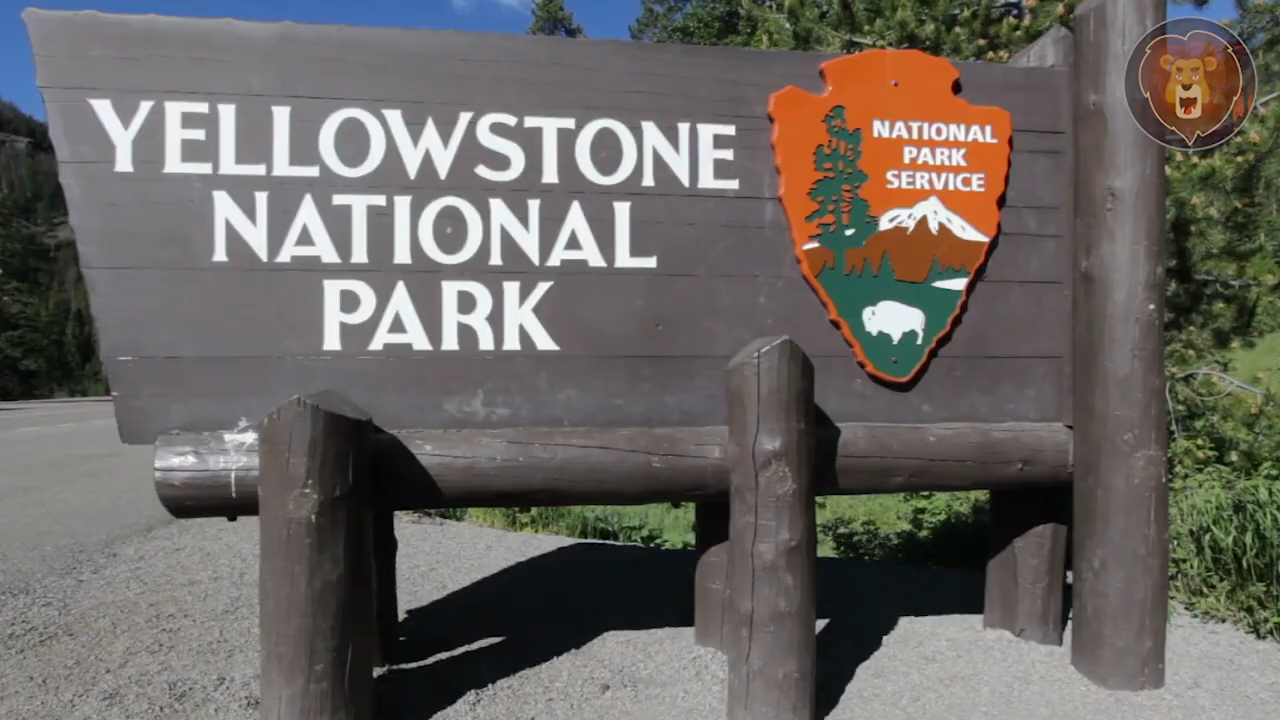 YELLOWSTONE
NATIONAL
PARK
NATIONAL
PARK
SERVICE